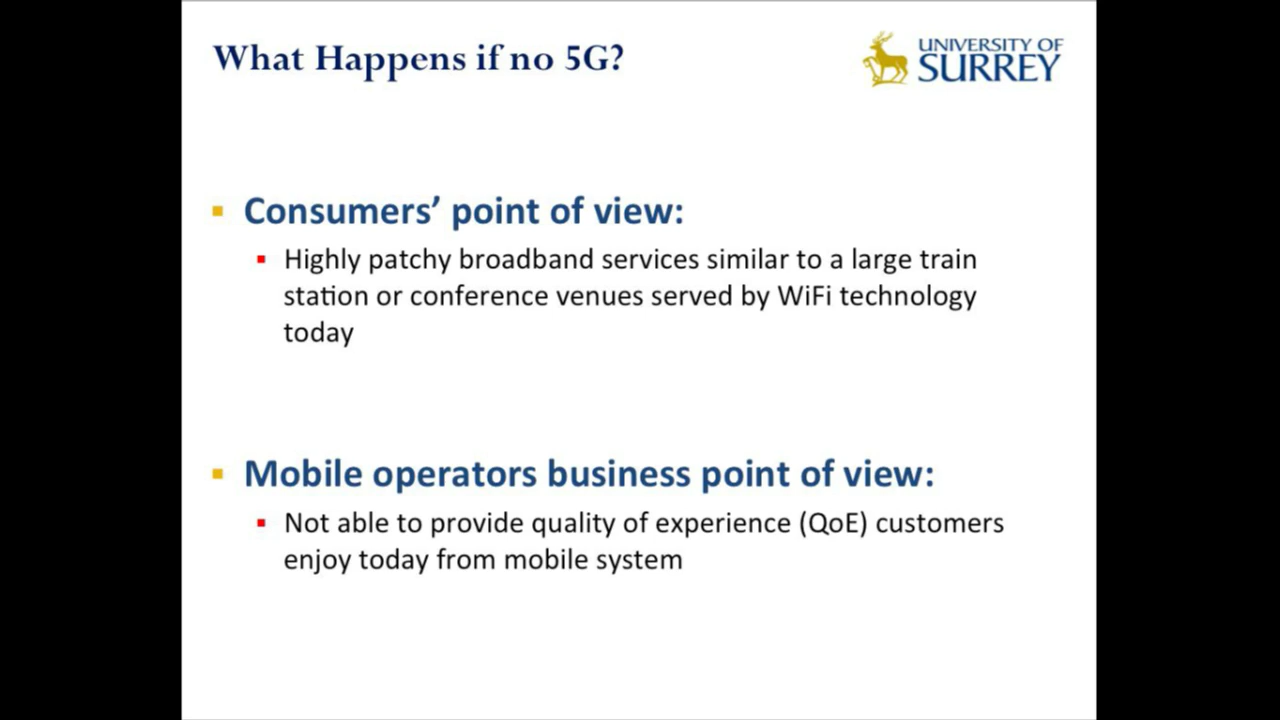 What Happens if no 5G?
UNIVERSITY OF
SURREY
Consumers’ point of view:
Highly patchy broadband services similar to a large train
station or conference venues served by WiFi technology
today
Mobile operators business point of view:
Not able to provide quality of experience (QoE) customers
enjoy today from mobile system